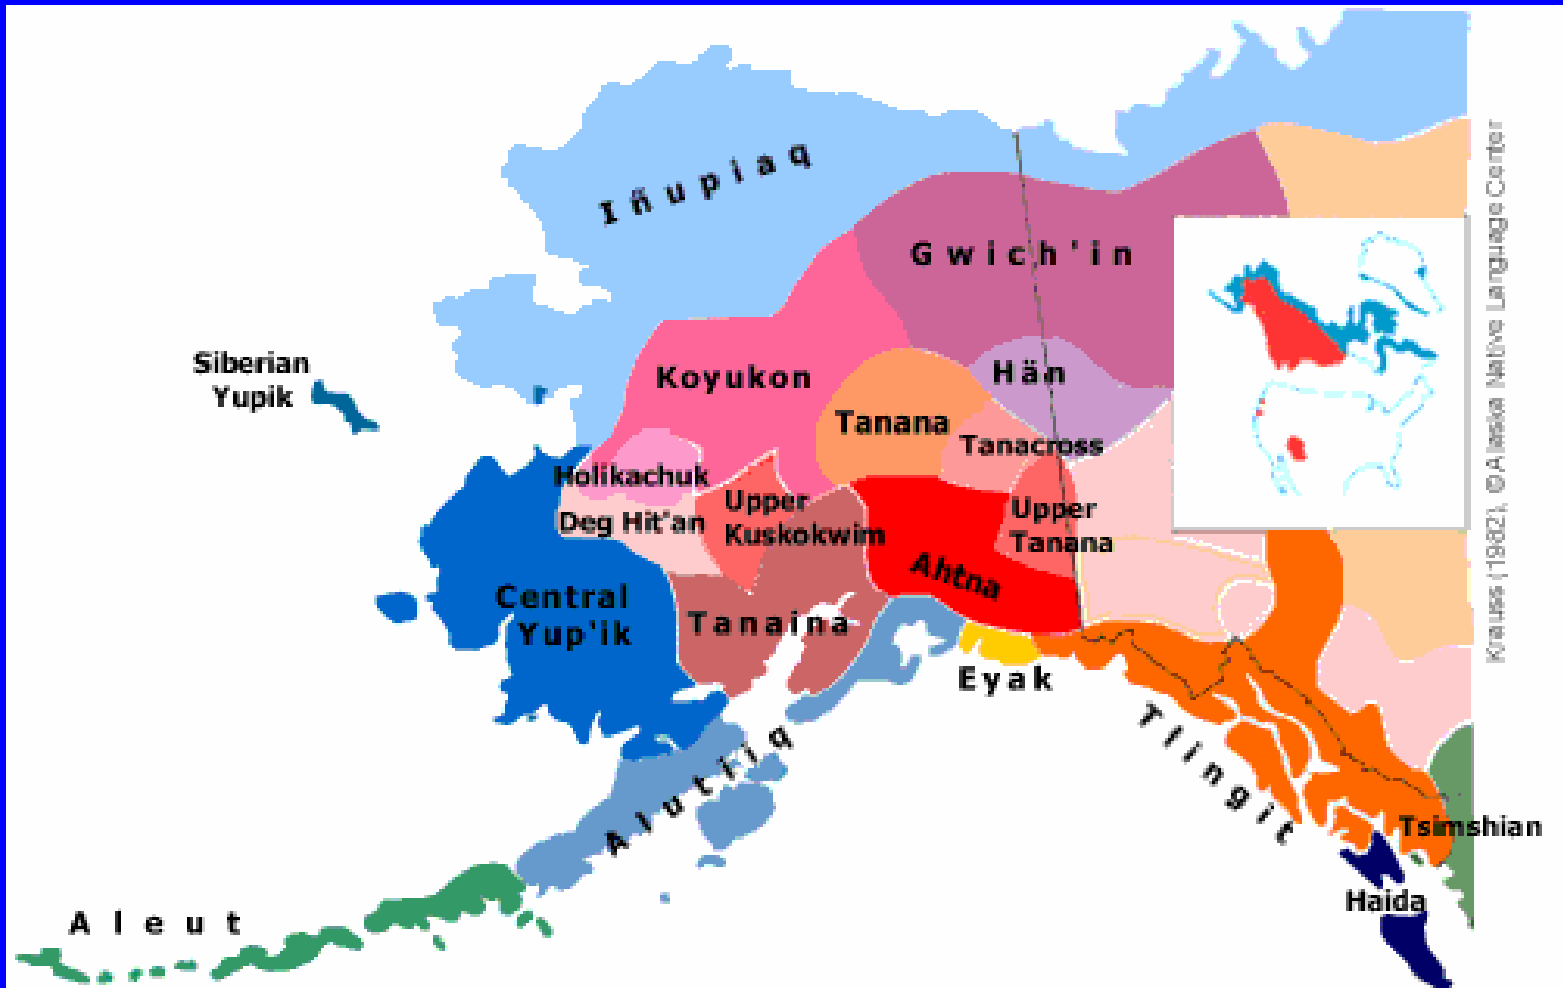 Iñupiaq
Gwich'in
Siberian
Yupik
Koyukon
Hän
Tanana
Tanacross
Holikachuk
Upper
Kuskokwim
Deg Hit'an
Upper
Tanana
Ahtna
Central
Yup'ik
Tanaina
Eyak
Alutiiq
Tlingit
Tsimshian
Haida
Aleut
Krauss (1982), © Alaska Native Language Center